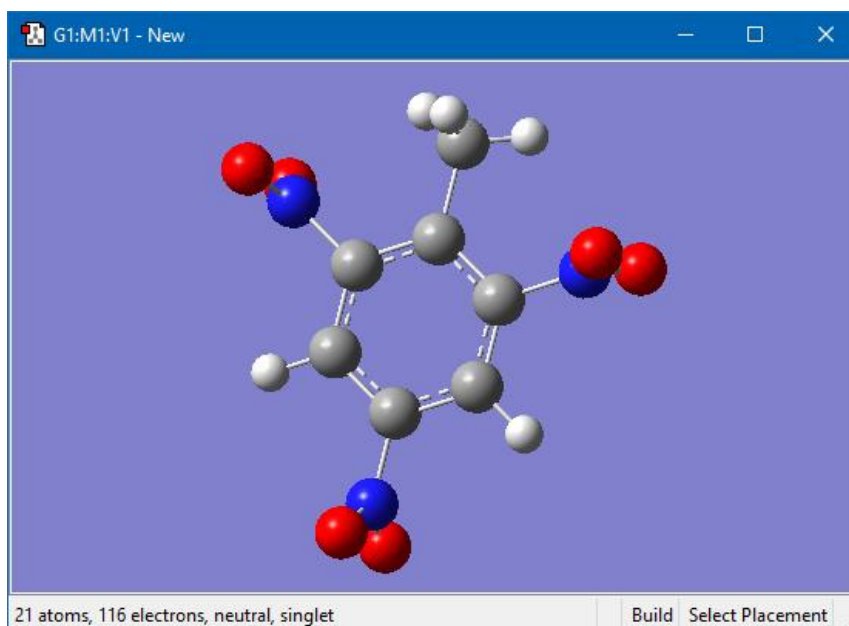 G1:M1:V1 - New
21 atoms, 116 electrons, neutral, singlet Build Select Placement